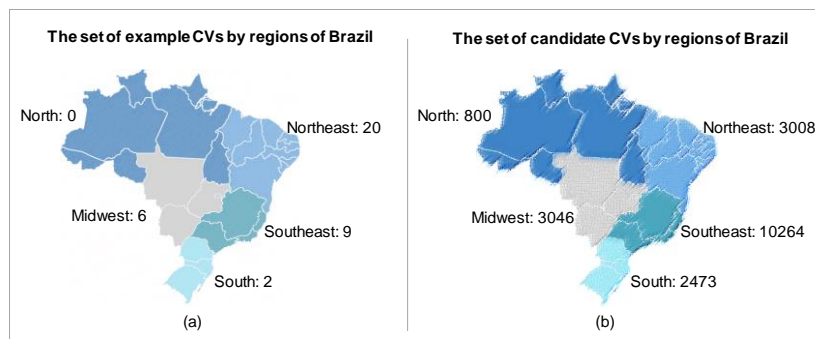 The set of example CVs by regions of Brazil
North: 0
Northeast: 20
Midwest: 6
Southeast: 9
South: 2
(a)
The set of candidate CVs by regions of Brazil
North: 800
Northeast: 3008
Midwest: 3046
Southeast: 10264
South: 2473
(b)